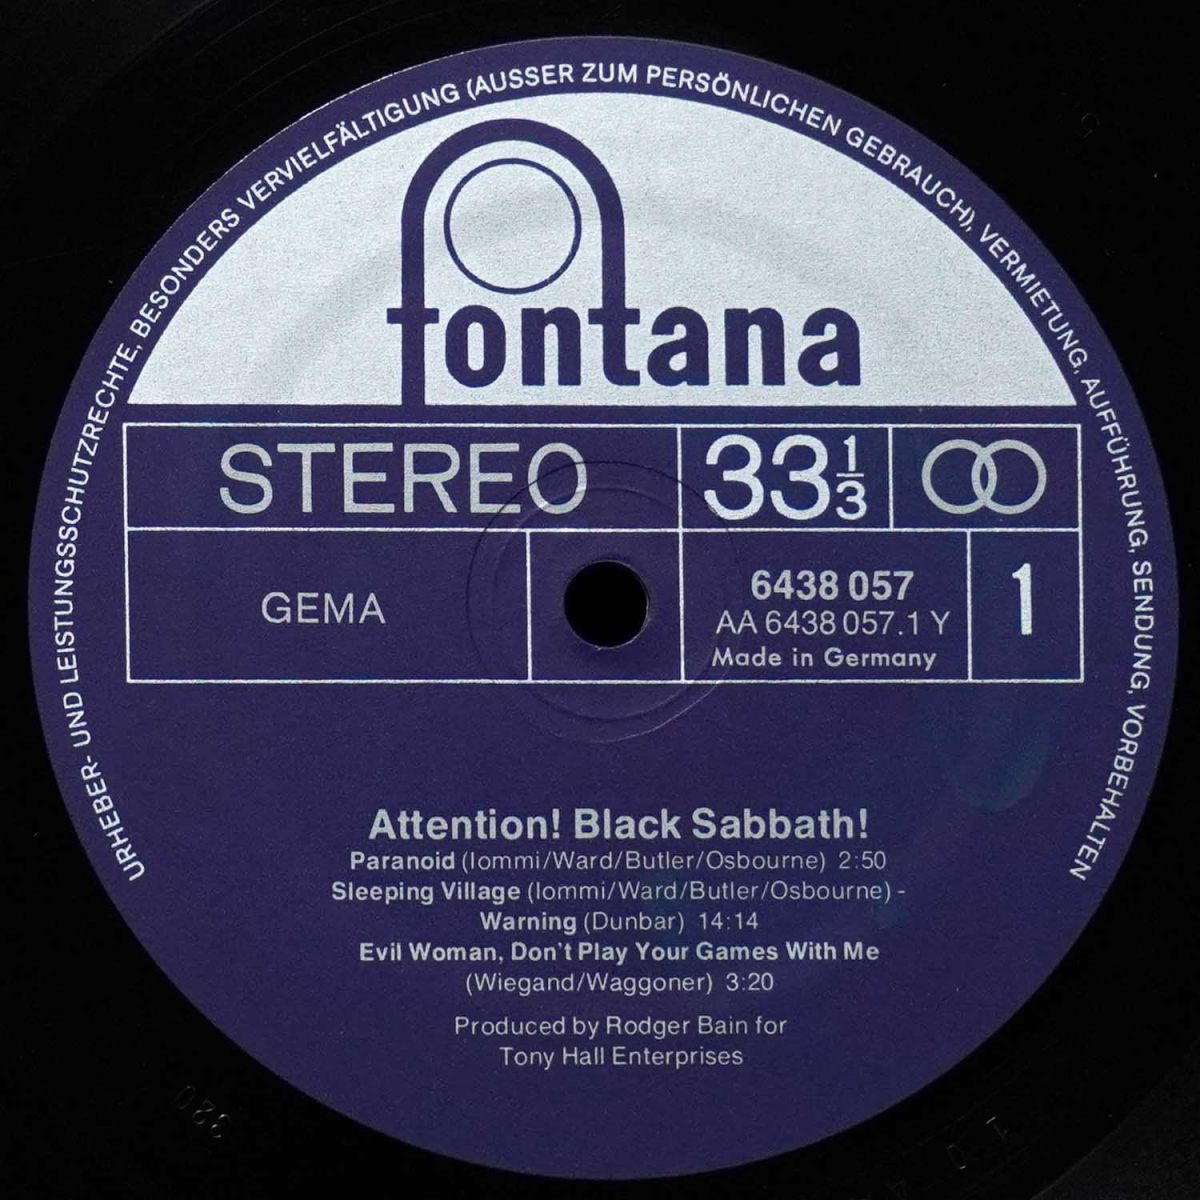 URHEBER- UND LEISTUNGSSCHUTZRECHTE, BESONDERS VERVIELFÄLTIGUNG (AUSSER ZUM PERSÖNLICHEN GEBRAUCH), VERMIETUNG, AUFFÜHRUNG, SENDUNG, VORBEHALTEN
fontana
STEREO
33 1/3
GEMA
6438 057
AA 6438 057.1 Y
Made in Germany
1
Attention! Black Sabbath!
Paranoid (Iommi/Ward/Butler/Osbourne) 2:50
Sleeping Village (Iommi/Ward/Butler/Osbourne) -
Warning (Dunbar) 14:14
Evil Woman, Don't Play Your Games With Me
(Wiegand/Waggoner) 3:20
Produced by Rodger Bain for
Tony Hall Enterprises
320